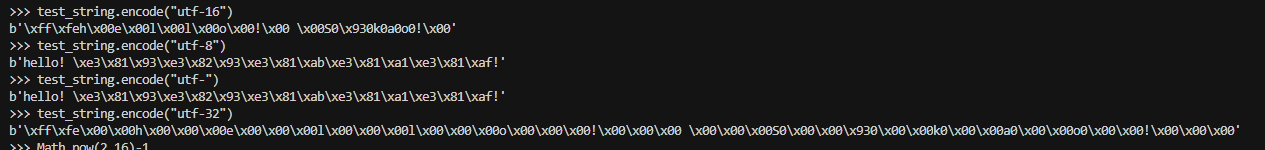 >>> test_string.encode("utf-16")
b'\xff\xfeh\x00e\x00l\x00l\x00o\x00!\x00 \x00S0\x930k0a0o0!\x00'
>>> test_string.encode("utf-8")
b'hello! \xe3\x81\x93\xe3\x82\x93\xe3\x81\xab\xe3\x81\xa1\xe3\x81\xaf!'
>>> test_string.encode("utf-")
b'hello! \xe3\x81\x93\xe3\x82\x93\xe3\x81\xab\xe3\x81\xa1\xe3\x81\xaf!'
>>> test_string.encode("utf-32")
b'\xff\xfe\x00\x00h\x00\x00\x00e\x00\x00\x00l\x00\x00\x00l\x00\x00\x00o\x00\x00\x00!\x00\x00\x00 \x00\x00\x00S0\x00\x00\x930\x00\x00k0\x00\x00a0\x00\x00o0\x00\x00!\x00\x00\x00'
>>> Math.pow(2,16)-1